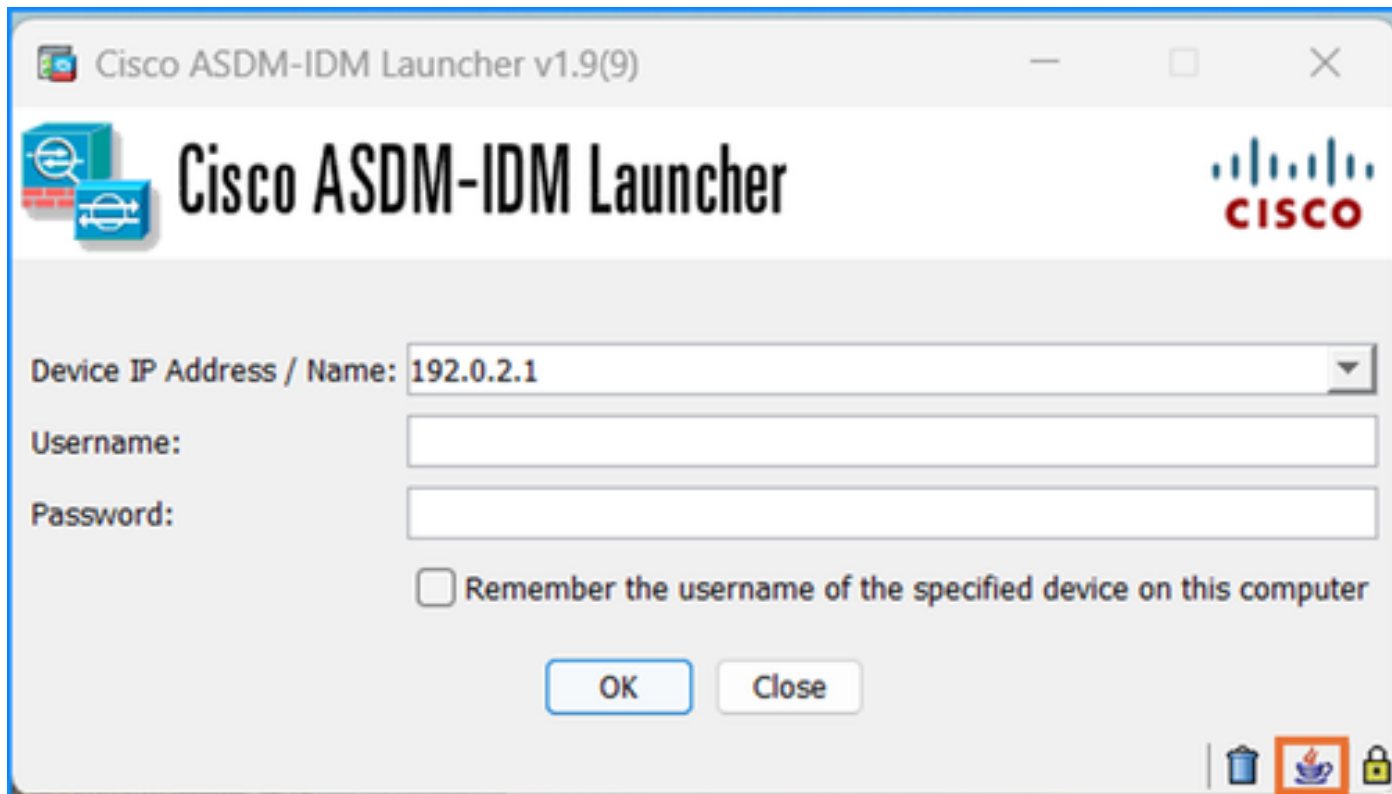 Cisco ASDM-IDM Launcher v1.9(9)
Cisco ASDM-IDM Launcher
CISCO
Device IP Address / Name: 192.0.2.1
Username:
Password:
Remember the username of the specified device on this computer
OK Close